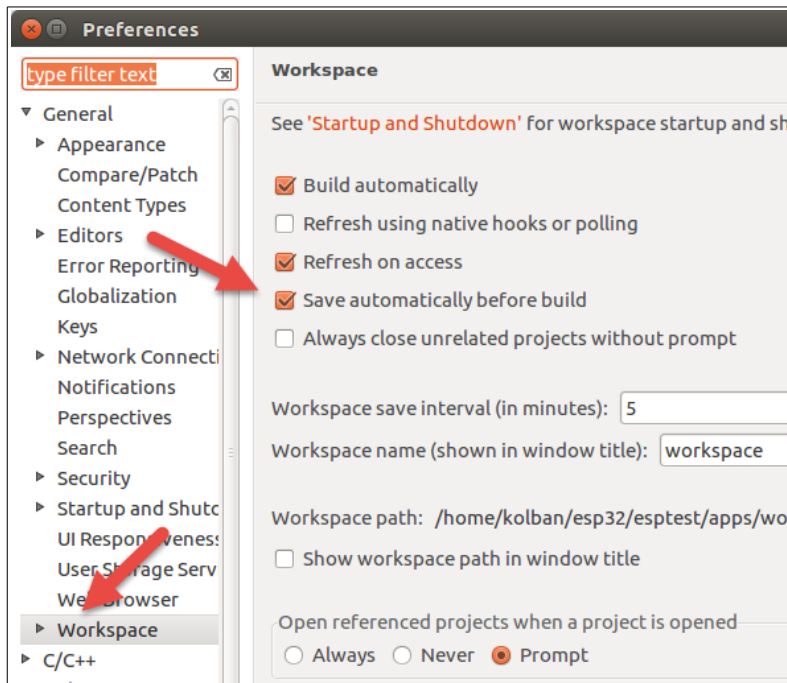 Preferences
type filter text
General
Appearance
Compare/Patch
Content Types
Editors
Error Reporting
Globalization
Keys
Network Connecti
Notifications
Perspectives
Search
Security
Startup and Shutd
UI Responsiveness
User Storage Serv
Web Browser
Workspace
C/C++
Workspace
See 'Startup and Shutdown' for workspace startup and sh
Build automatically
Refresh using native hooks or polling
Refresh on access
Save automatically before build
Always close unrelated projects without prompt
Workspace save interval (in minutes): 5
Workspace name (shown in window title): workspace
Workspace path: /home/kolban/esp32/esptest/apps/wo
Show workspace path in window title
Open referenced projects when a project is opened
Always Never Prompt